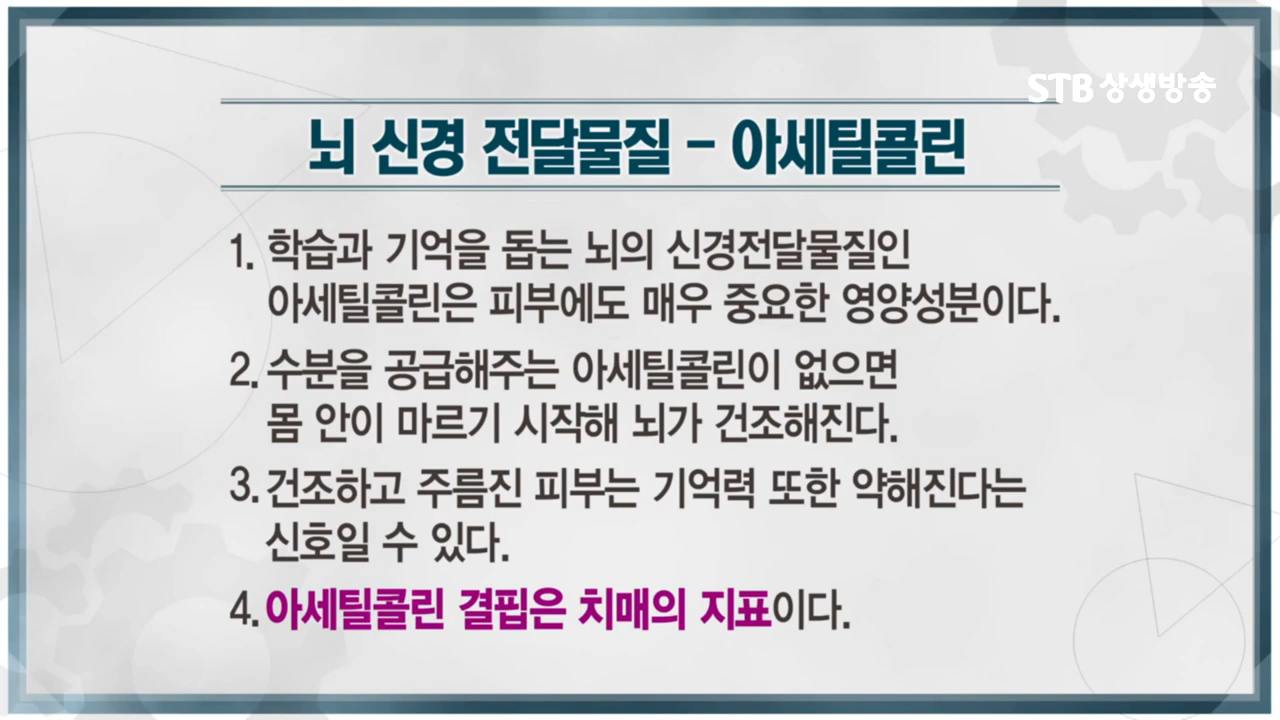 STB 상생방송
뇌 신경 전달물질 - 아세틸콜린
1. 학습과 기억을 돕는 뇌의 신경전달물질인
아세틸콜린은 피부에도 매우 중요한 영양성분이다.
2. 수분을 공급해주는 아세틸콜린이 없으면
몸 안이 마르기 시작해 뇌가 건조해진다.
3. 건조하고 주름진 피부는 기억력 또한 약해진다는
신호일 수 있다.
4. 아세틸콜린 결핍은 치매의 지표이다.